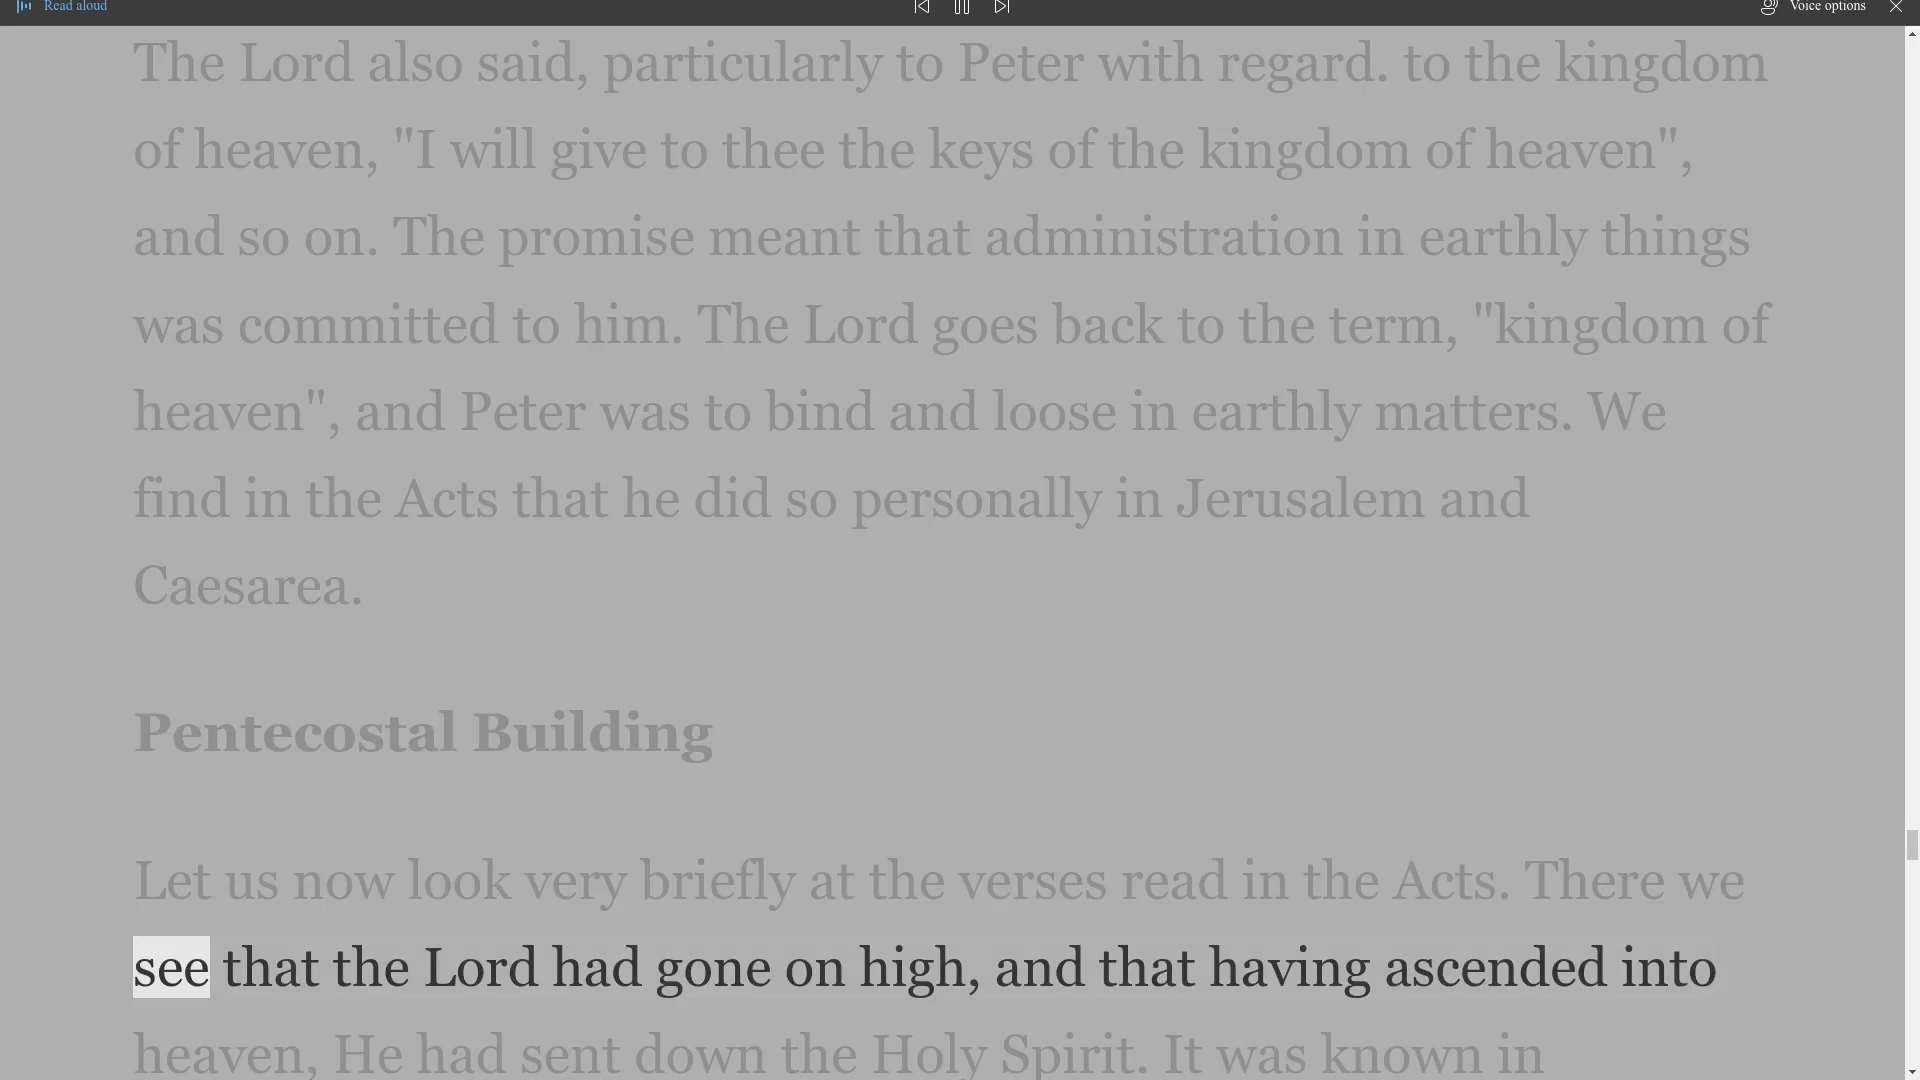 Read aloud
Voice options
The Lord also said, particularly to Peter with regard. to the kingdom
of heaven, "I will give to thee the keys of the kingdom of heaven",
and so on. The promise meant that administration in earthly things
was committed to him. The Lord goes back to the term, "kingdom of
heaven", and Peter was to bind and loose in earthly matters. We
find in the Acts that he did so personally in Jerusalem and
Caesarea.
Pentecostal Building
Let us now look very briefly at the verses read in the Acts. There we
see that the Lord had gone on high, and that having ascended into
heaven, He had sent down the Holy Spirit. It was known in